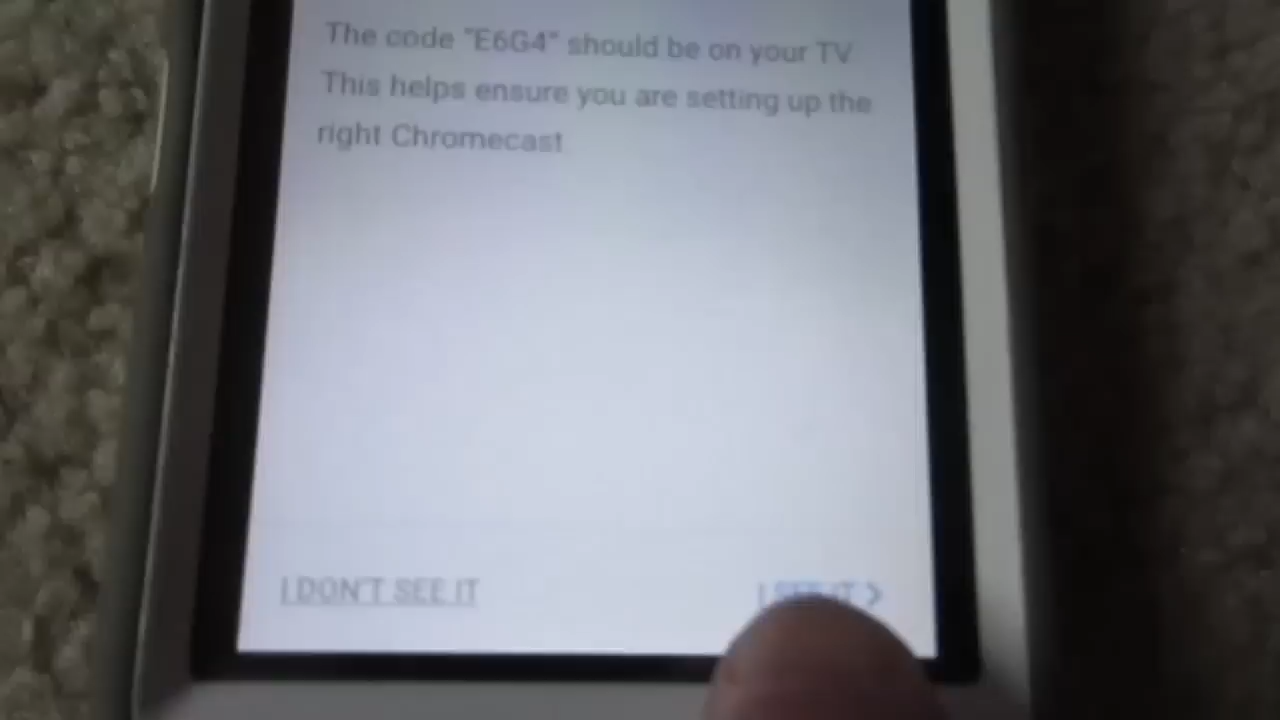 The code "E6G4" should be on your TV
This helps ensure you are setting up the
right Chromecast
I DON'T SEE IT
I SEE IT >